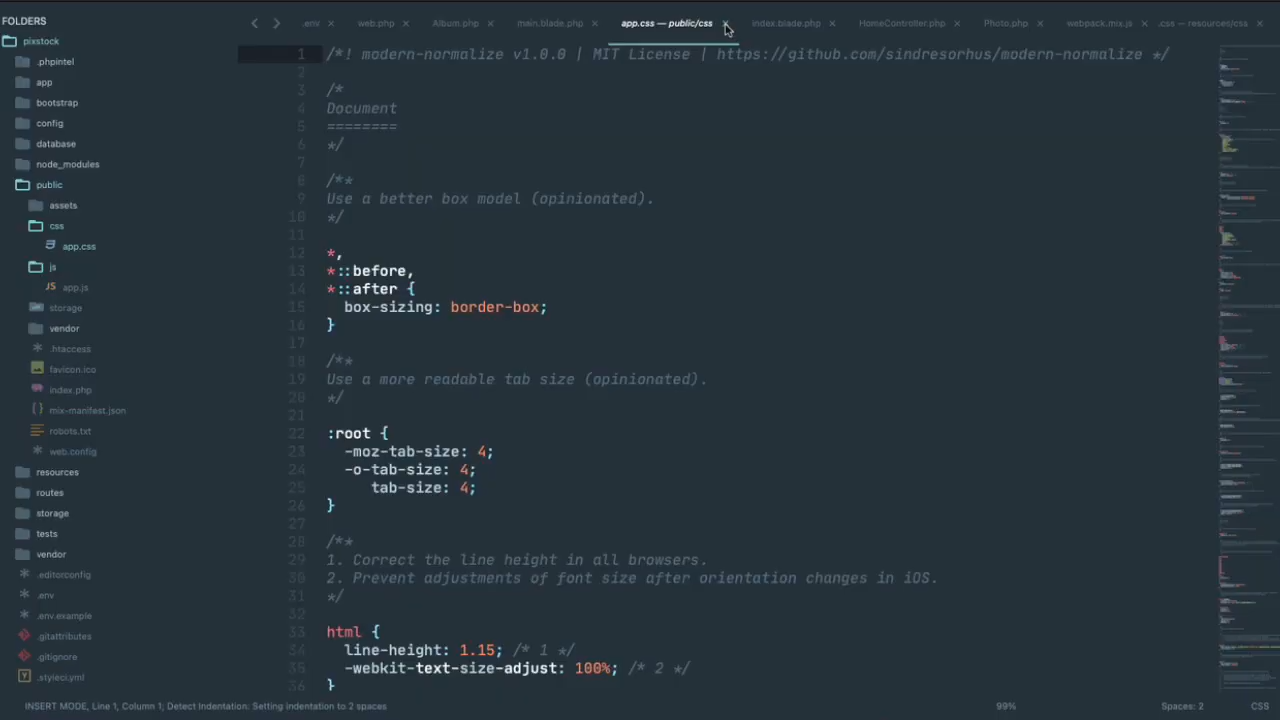 FOLDERS
pixstock
.phpintel
app
bootstrap
config
database
node_modules
public
assets
css
app.css
js
JS app.js
storage
vendor
.htaccess
favicon.ico
index.php
mix-manifest.json
robots.txt
web.config
resources
routes
storage
tests
vendor
.editorconfig
.env
.env.example
.gitattributes
.gitignore
.styleci.yml
.env × web.php × Album.php × main.blade.php × app.css — public/css × index.blade.php × HomeController.php × Photo.php × webpack.mix.js × .css — resources/css ×
1 /*! modern-normalize v1.0.0 | MIT License | https://github.com/sindresorhus/modern-normalize */
2
3 /*
4 Document
5 ========
6 */
7
8 /**
9 Use a better box model (opinionated).
10 */
11
12 *,
13 *::before,
14 *::after {
15 box-sizing: border-box;
16 }
17
18 /**
19 Use a more readable tab size (opinionated).
20 */
21
22 :root {
23 -moz-tab-size: 4;
24 -o-tab-size: 4;
25 tab-size: 4;
26 }
27
28 /**
29 1. Correct the line height in all browsers.
30 2. Prevent adjustments of font size after orientation changes in iOS.
31 */
32
33 html {
34 line-height: 1.15; /* 1 */
35 -webkit-text-size-adjust: 100%; /* 2 */
36 }
INSERT MODE, Line 1, Column 1; Detect Indentation: Setting indentation to 2 spaces 99% Spaces: 2 CSS